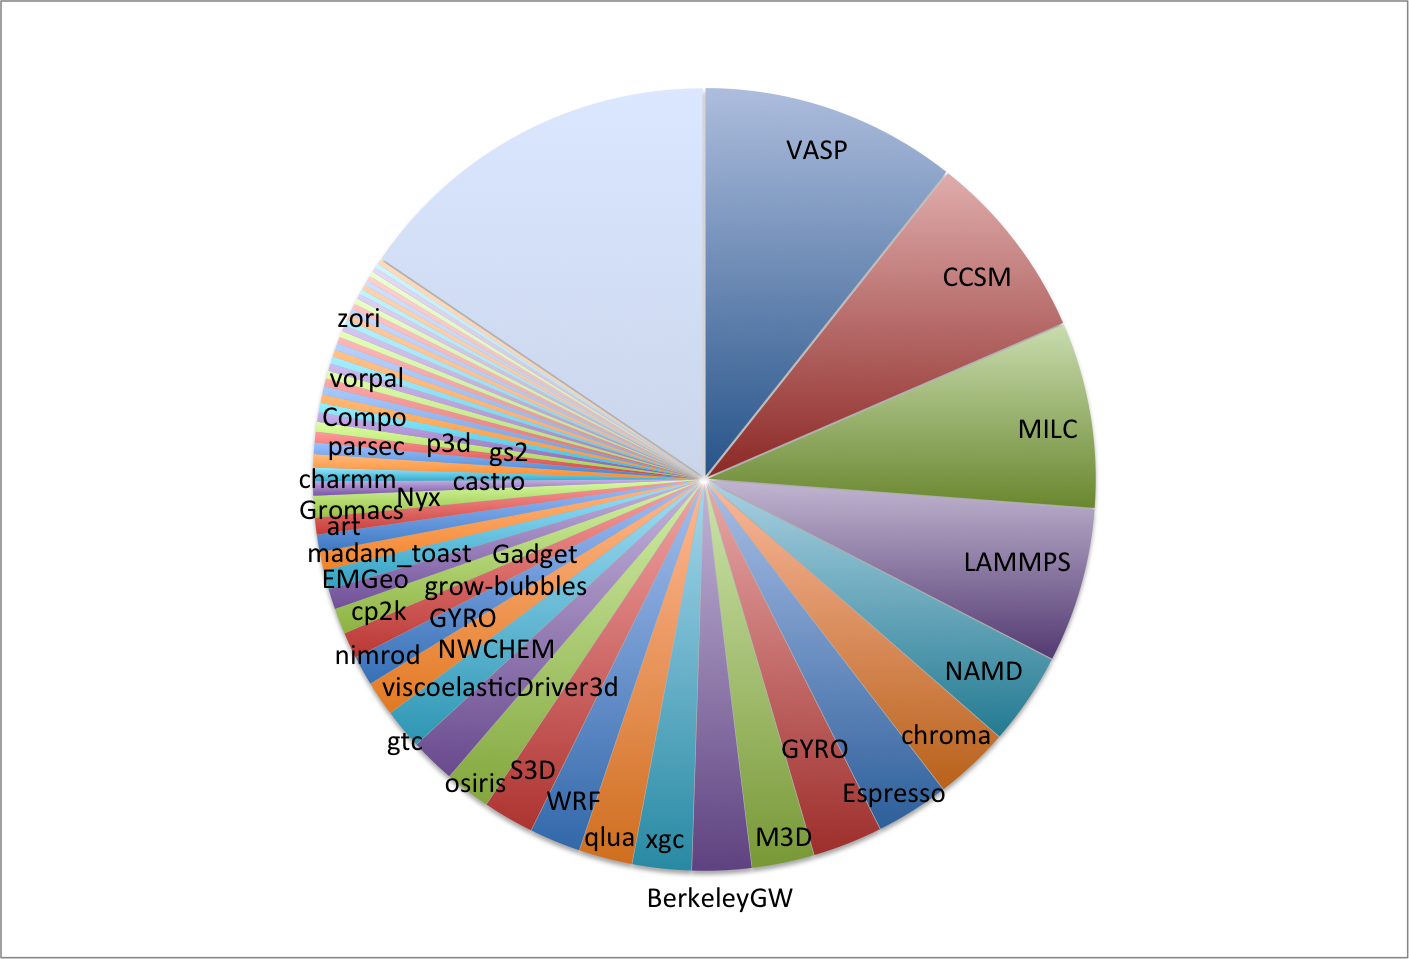 VASP
CCSM
MILC
LAMMPS
NAMD
chroma
Espresso
GYRO
M3D
BerkeleyGW
xgc
qlua
WRF
S3D
osiris
gtc
viscoelasticDriver3d
NWCHEM
nimrod
GYRO
cp2k
grow-bubbles
EMGeo
Gadget
madam_toast
art
Gromacs
Nyx
charmm
castro
parsec
p3d
gs2
Compo
vorpal
zori